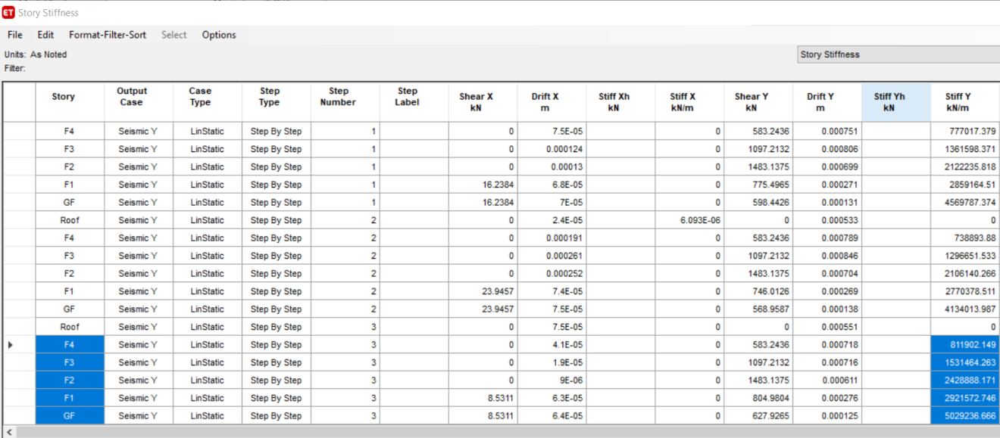 ET Story Stiffness
File Edit Format-Filter-Sort Select Options
Units: As Noted Story Stiffness
Filter:
Story Output Case Case Type Step Type Step Number Step Label Shear X kN Drift X m Stiff Xh kN Stiff X kN/m Shear Y kN Drift Y m Stiff Yh kN Stiff Y kN/m
F4 Seismic Y LinStatic Step By Step 1 0 7.5E-05 0 583.2436 0.000751 777017.379
F3 Seismic Y LinStatic Step By Step 1 0 0.000124 0 1097.2132 0.000806 1361598.371
F2 Seismic Y LinStatic Step By Step 1 0 0.00013 0 1483.1375 0.000699 2122235.818
F1 Seismic Y LinStatic Step By Step 1 16.2384 6.8E-05 0 775.4965 0.000271 2859164.51
GF Seismic Y LinStatic Step By Step 1 16.2384 7E-05 0 598.4426 0.000131 4569787.374
Roof Seismic Y LinStatic Step By Step 2 0 2.4E-05 6.093E-06 0 0.000533 0
F4 Seismic Y LinStatic Step By Step 2 0 0.000191 0 583.2436 0.000789 738893.88
F3 Seismic Y LinStatic Step By Step 2 0 0.000261 0 1097.2132 0.000846 1296651.533
F2 Seismic Y LinStatic Step By Step 2 0 0.000252 0 1483.1375 0.000704 2106140.266
F1 Seismic Y LinStatic Step By Step 2 23.9457 7.4E-05 0 746.0126 0.000269 2770378.511
GF Seismic Y LinStatic Step By Step 2 23.9457 7.5E-05 0 568.9587 0.000138 4134013.987
Roof Seismic Y LinStatic Step By Step 3 0 7.5E-05 0 0 0.000551 0
F4 Seismic Y LinStatic Step By Step 3 0 4.1E-05 0 583.2436 0.000718 811902.149
F3 Seismic Y LinStatic Step By Step 3 0 1.9E-05 0 1097.2132 0.000716 1531464.263
F2 Seismic Y LinStatic Step By Step 3 0 9E-06 0 1483.1375 0.000611 2428888.171
F1 Seismic Y LinStatic Step By Step 3 8.5311 6.3E-05 0 804.9804 0.000276 2921572.746
GF Seismic Y LinStatic Step By Step 3 8.5311 6.4E-05 0 627.9265 0.000125 5029236.666